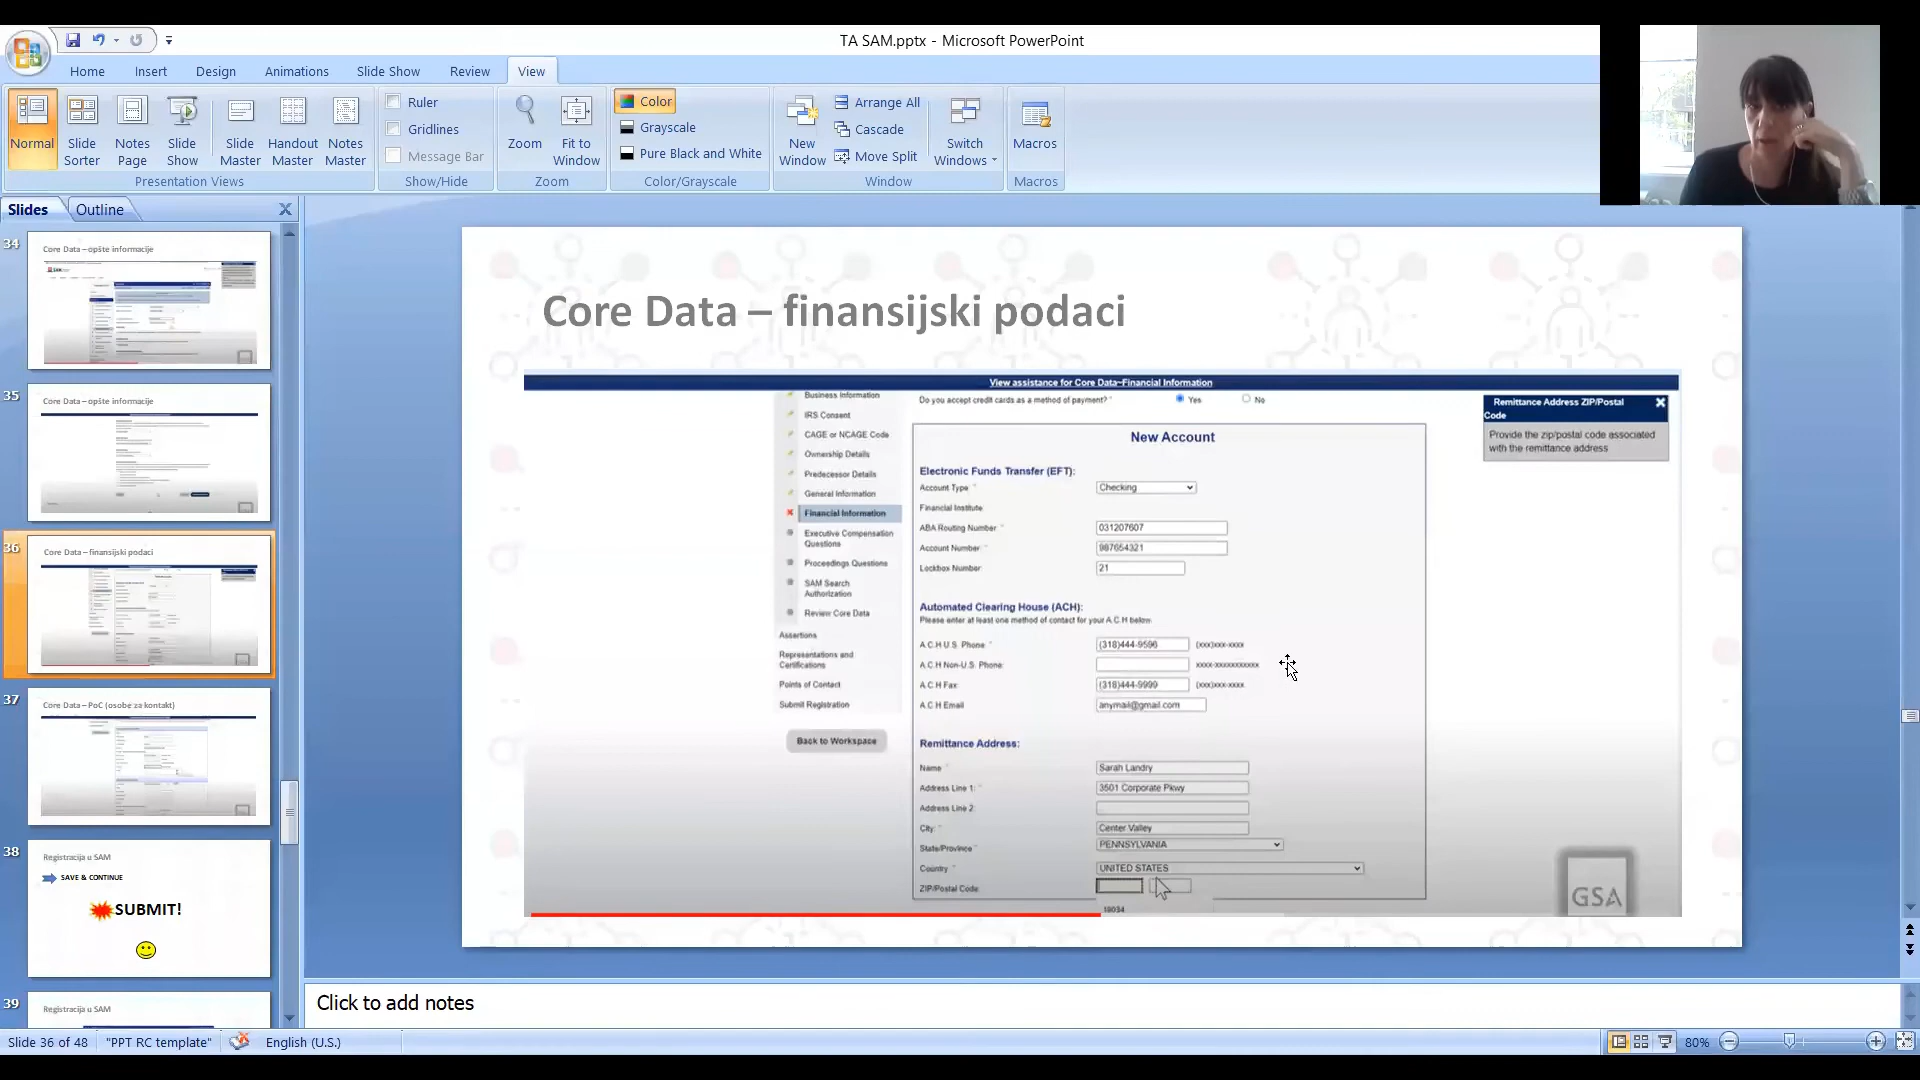 TA SAM.pptx - Microsoft PowerPoint
Home Insert Design Animations Slide Show Review View
Normal
Slide Sorter
Notes Page
Slide Show
Slide Master
Handout Master
Notes Master
Presentation Views
Ruler
Gridlines
Message Bar
Show/Hide
Zoom
Fit to Window
Zoom
Color
Grayscale
Pure Black and White
Color/Grayscale
New Window
Arrange All
Cascade
Move Split
Switch Windows
Window
Macros
Macros
Slides Outline
34
Core Data – opšte informacije
35
Core Data – opšte informacije
36
Core Data – finansijski podaci
37
Core Data – PoC (osobe za kontakt)
38
Registracija u SAM
SAVE & CONTINUE
SUBMIT!
39
Registracija u SAM
Core Data – finansijski podaci
View assistance for Core Data-Financial Information
Business Information
IRS Consent
CAGE or NCAGE Code
Ownership Details
Predecessor Details
General Information
Financial Information
Executive Compensation
Questions
Proceedings Questions
SAM Search
Authorization
Review Core Data
Assertions
Representations and
Certifications
Points of Contact
Submit Registration
Back to Workspace
Do you accept credit cards as a method of payment? * Yes No
New Account
Electronic Funds Transfer (EFT):
Account Type * Checking
Financial Institute
ABA Routing Number * 031207607
Account Number * 987654321
Lockbox Number 21
Automated Clearing House (ACH):
Please enter at least one method of contact for your A.C.H below.
A.C.H U.S. Phone * (318)444-9596 (xxx)xxx-xxxx
A.C.H Non-U.S. Phone:
A.C.H Fax (318)444-9999 (xxx)xxx-xxxx
A.C.H Email anymail@gmail.com
Remittance Address:
Name * Sarah Landry
Address Line 1: * 3501 Corporate Pkwy
Address Line 2:
City: * Center Valley
State/Province * PENNSYLVANIA
Country * UNITED STATES
ZIP/Postal Code
18034
Remittance Address ZIP/Postal
Code
Provide the zip/postal code associated
with the remittance address
GSA
Click to add notes
Slide 36 of 48 "PPT RC template" English (U.S.) 80%